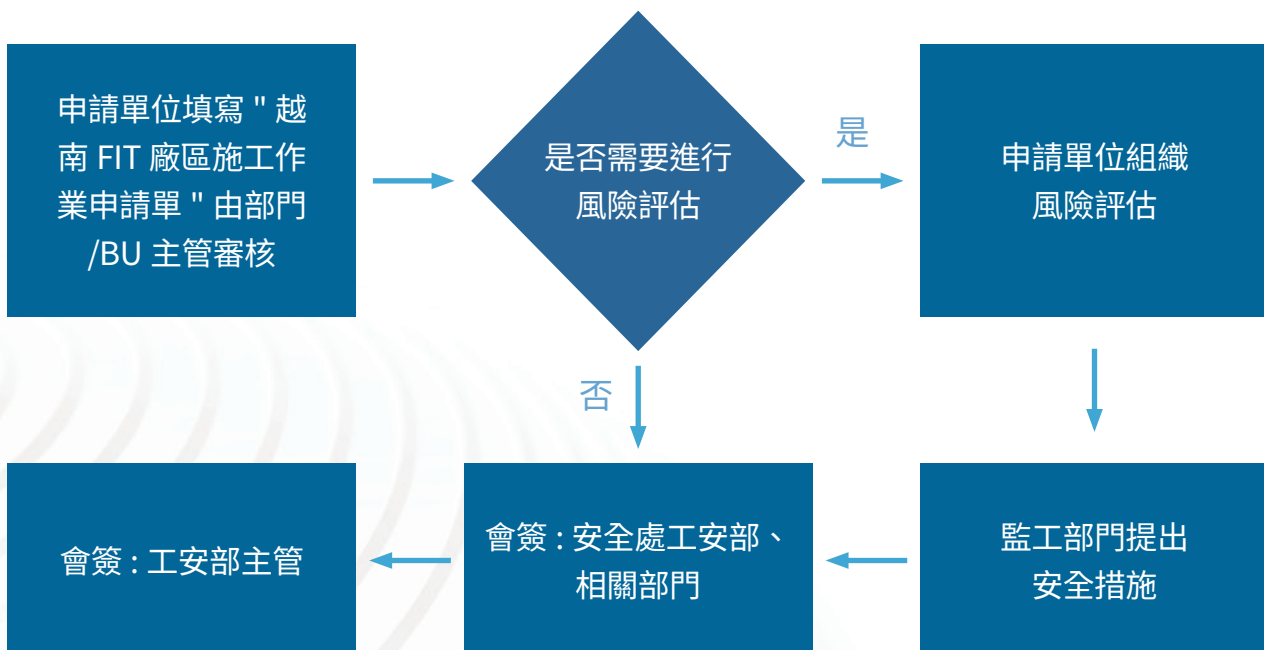 申請單位填寫 " 越
南 FIT 廠區施工作
業申請單 " 由部門
/BU 主管審核
是否需要進行
風險評估
是
申請單位組織
風險評估
否
會簽 : 工安部主管
會簽 : 安全處工安部、
相關部門
監工部門提出
安全措施